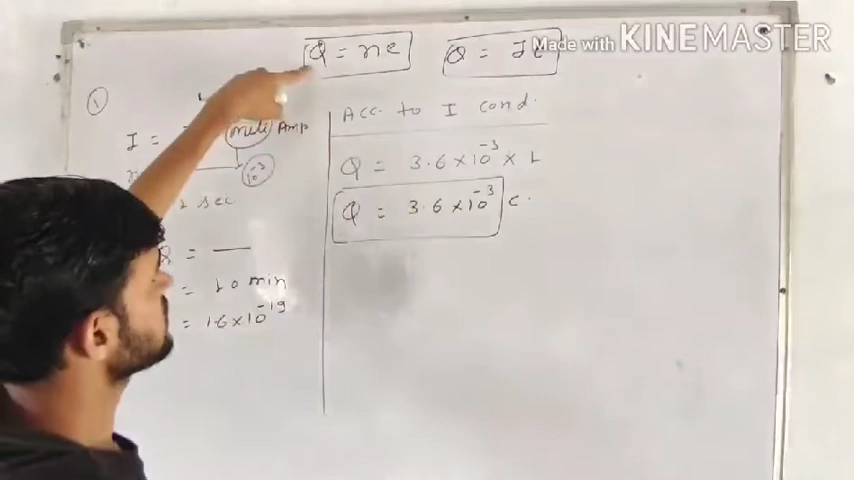 Q = ne
Q = It
Made with KINEMASTER
1
I =
mili Amp
10⁻³
sec
= ——
= 10 min
= 1.6×10⁻¹⁹
Acc. to I cond.
Q = 3.6×10⁻³ × 1
Q = 3.6×10⁻³ C.